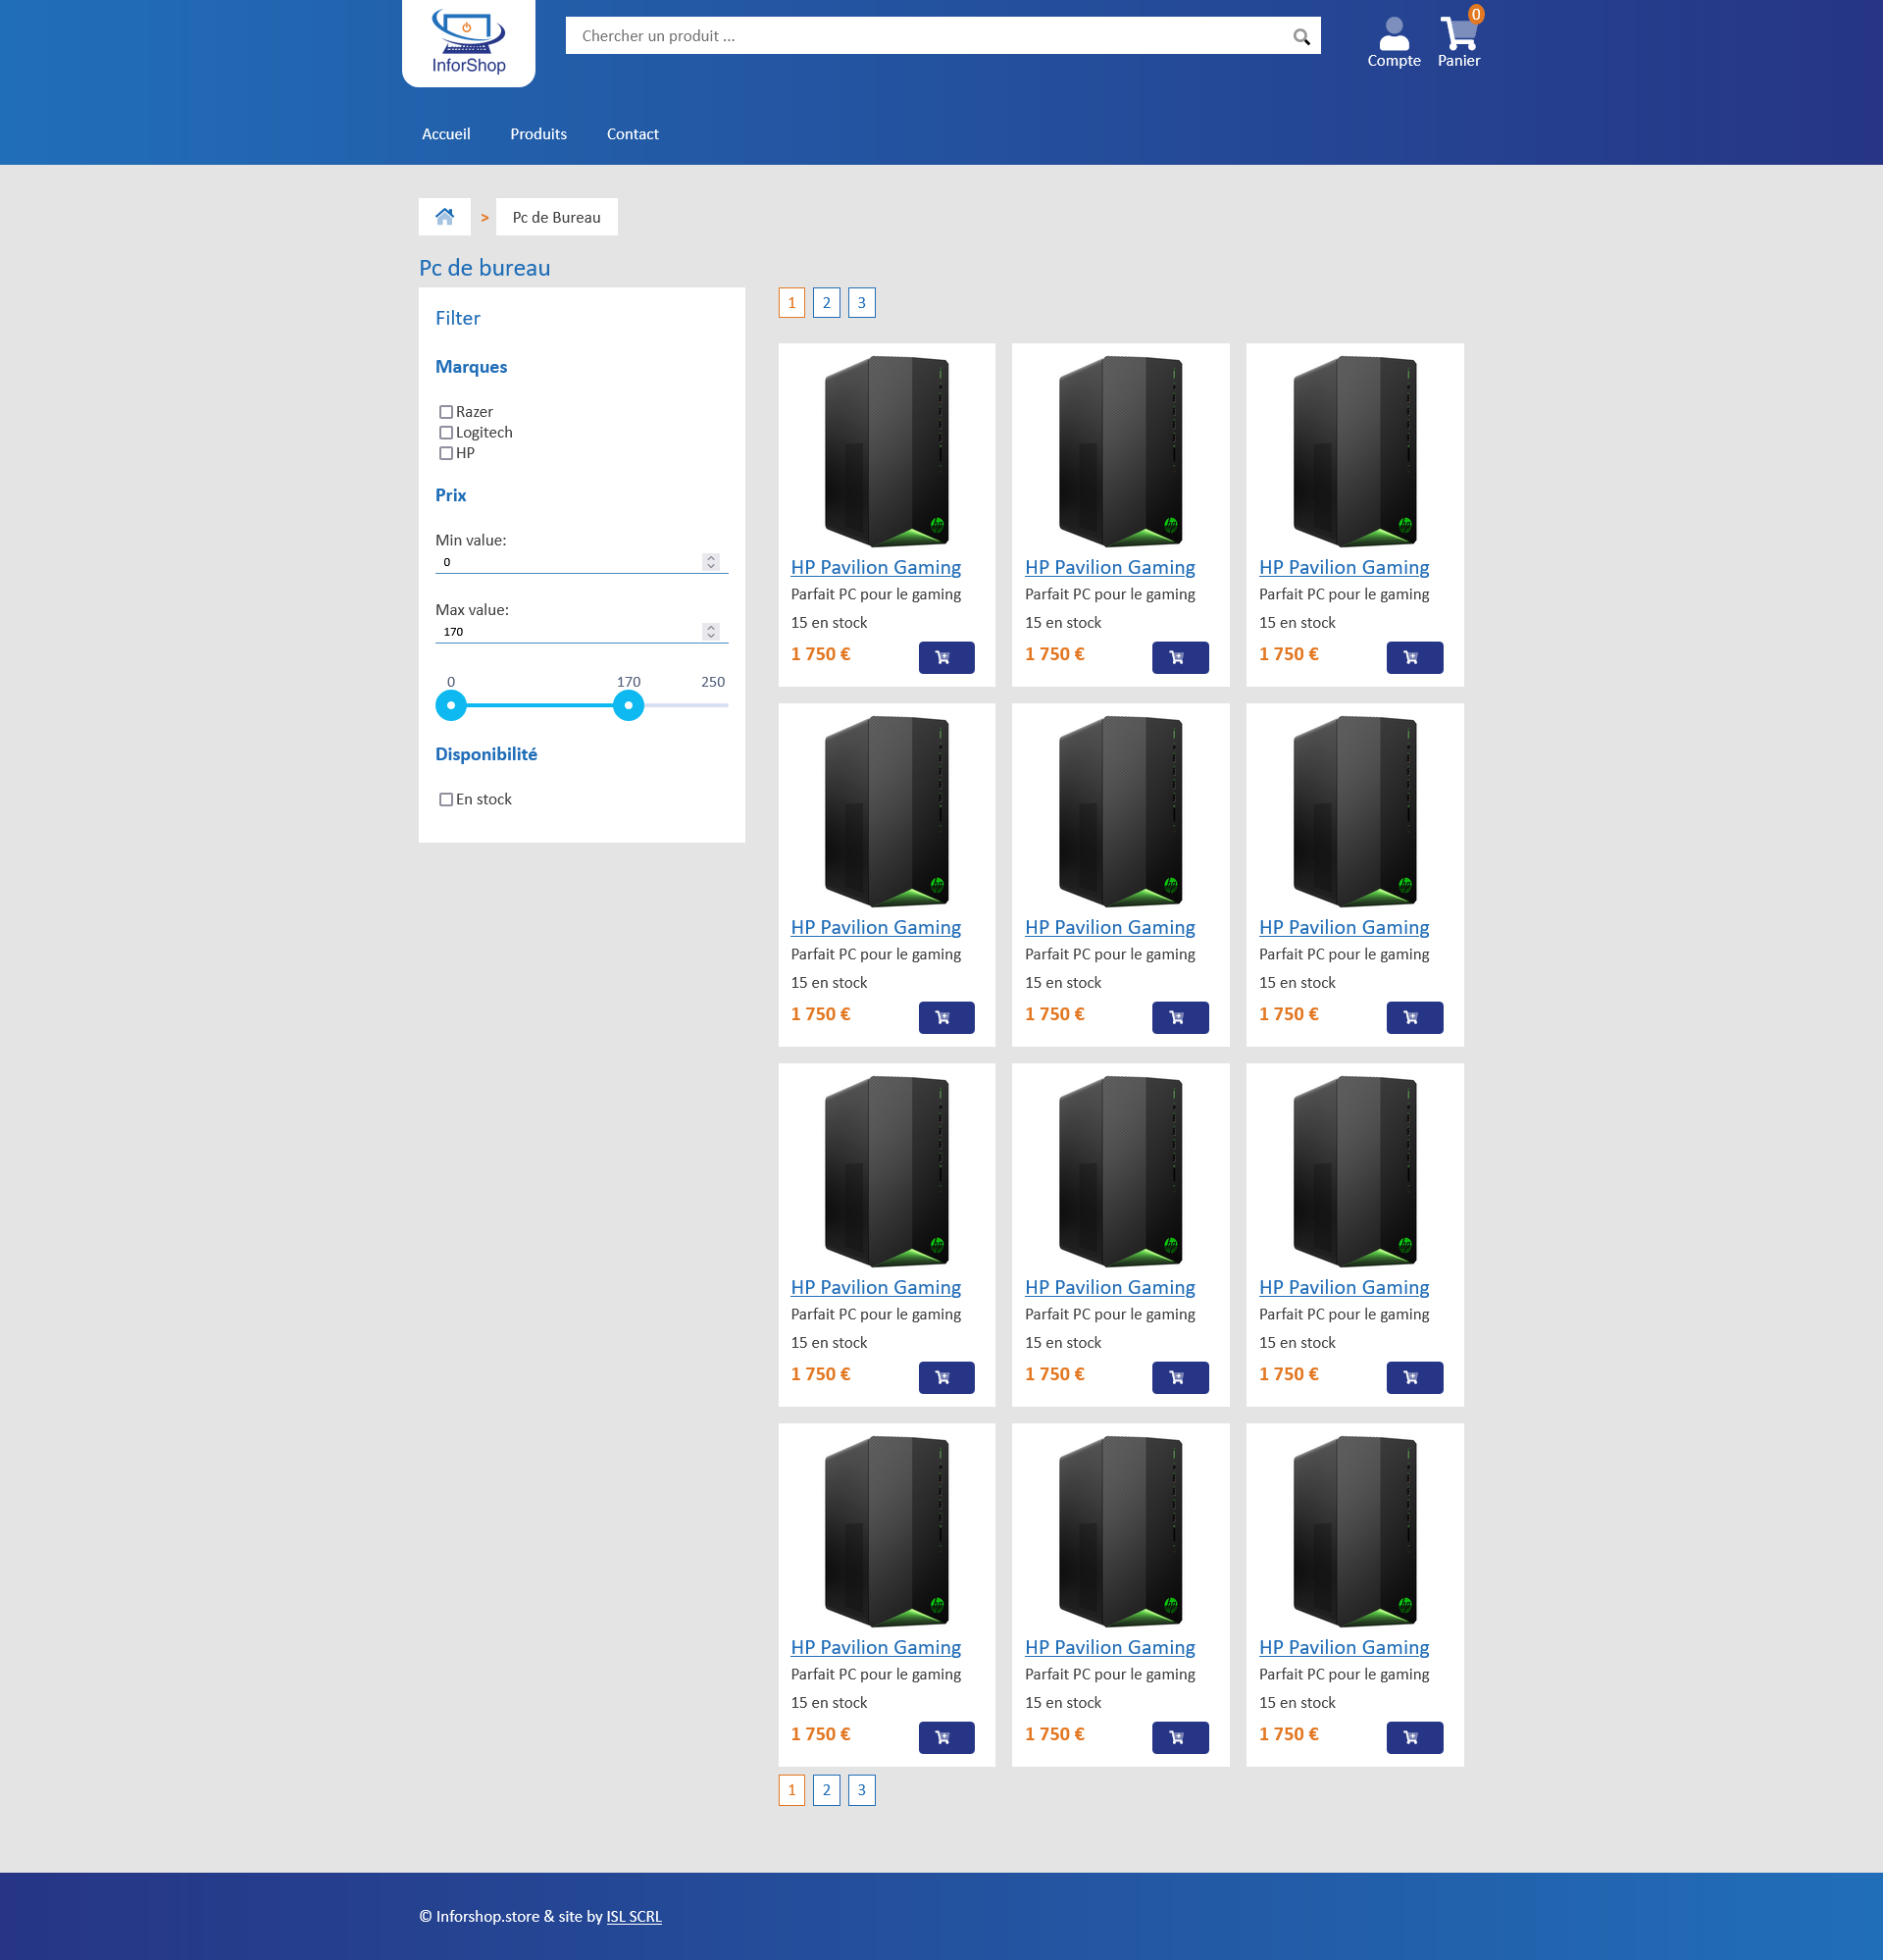 InforShop
Chercher un produit ...
0
Compte
Panier
Accueil
Produits
Contact
>
Pc de Bureau
Pc de bureau
Filter
Marques
Razer
Logitech
HP
Prix
Min value:
0
Max value:
170
0 170 250
Disponibilité
En stock
1 2 3
HP Pavilion Gaming
Parfait PC pour le gaming
15 en stock
1 750 €
HP Pavilion Gaming
Parfait PC pour le gaming
15 en stock
1 750 €
HP Pavilion Gaming
Parfait PC pour le gaming
15 en stock
1 750 €
HP Pavilion Gaming
Parfait PC pour le gaming
15 en stock
1 750 €
HP Pavilion Gaming
Parfait PC pour le gaming
15 en stock
1 750 €
HP Pavilion Gaming
Parfait PC pour le gaming
15 en stock
1 750 €
HP Pavilion Gaming
Parfait PC pour le gaming
15 en stock
1 750 €
HP Pavilion Gaming
Parfait PC pour le gaming
15 en stock
1 750 €
HP Pavilion Gaming
Parfait PC pour le gaming
15 en stock
1 750 €
HP Pavilion Gaming
Parfait PC pour le gaming
15 en stock
1 750 €
HP Pavilion Gaming
Parfait PC pour le gaming
15 en stock
1 750 €
HP Pavilion Gaming
Parfait PC pour le gaming
15 en stock
1 750 €
1 2 3
© Inforshop.store & site by ISL SCRL